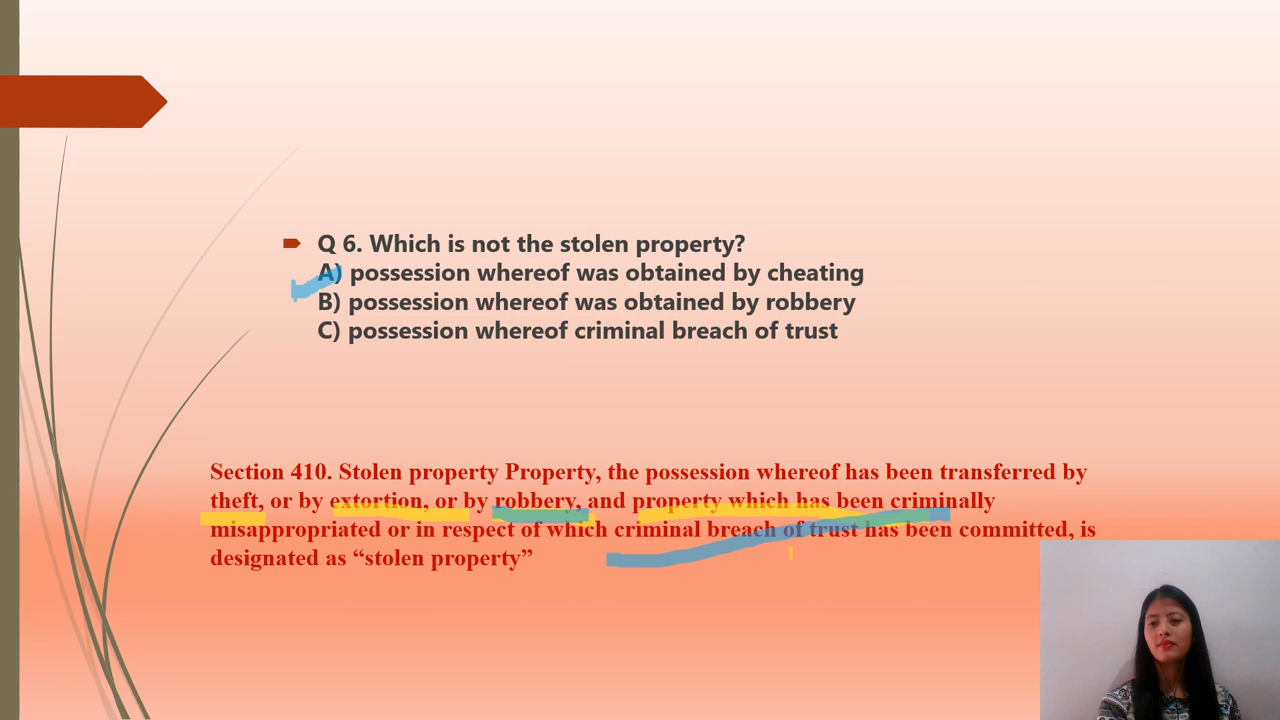 Q 6. Which is not the stolen property?
A) possession whereof was obtained by cheating
B) possession whereof was obtained by robbery
C) possession whereof criminal breach of trust
Section 410. Stolen property Property, the possession whereof has been transferred by
theft, or by extortion, or by robbery, and property which has been criminally
misappropriated or in respect of which criminal breach of trust has been committed, is
designated as “stolen property”